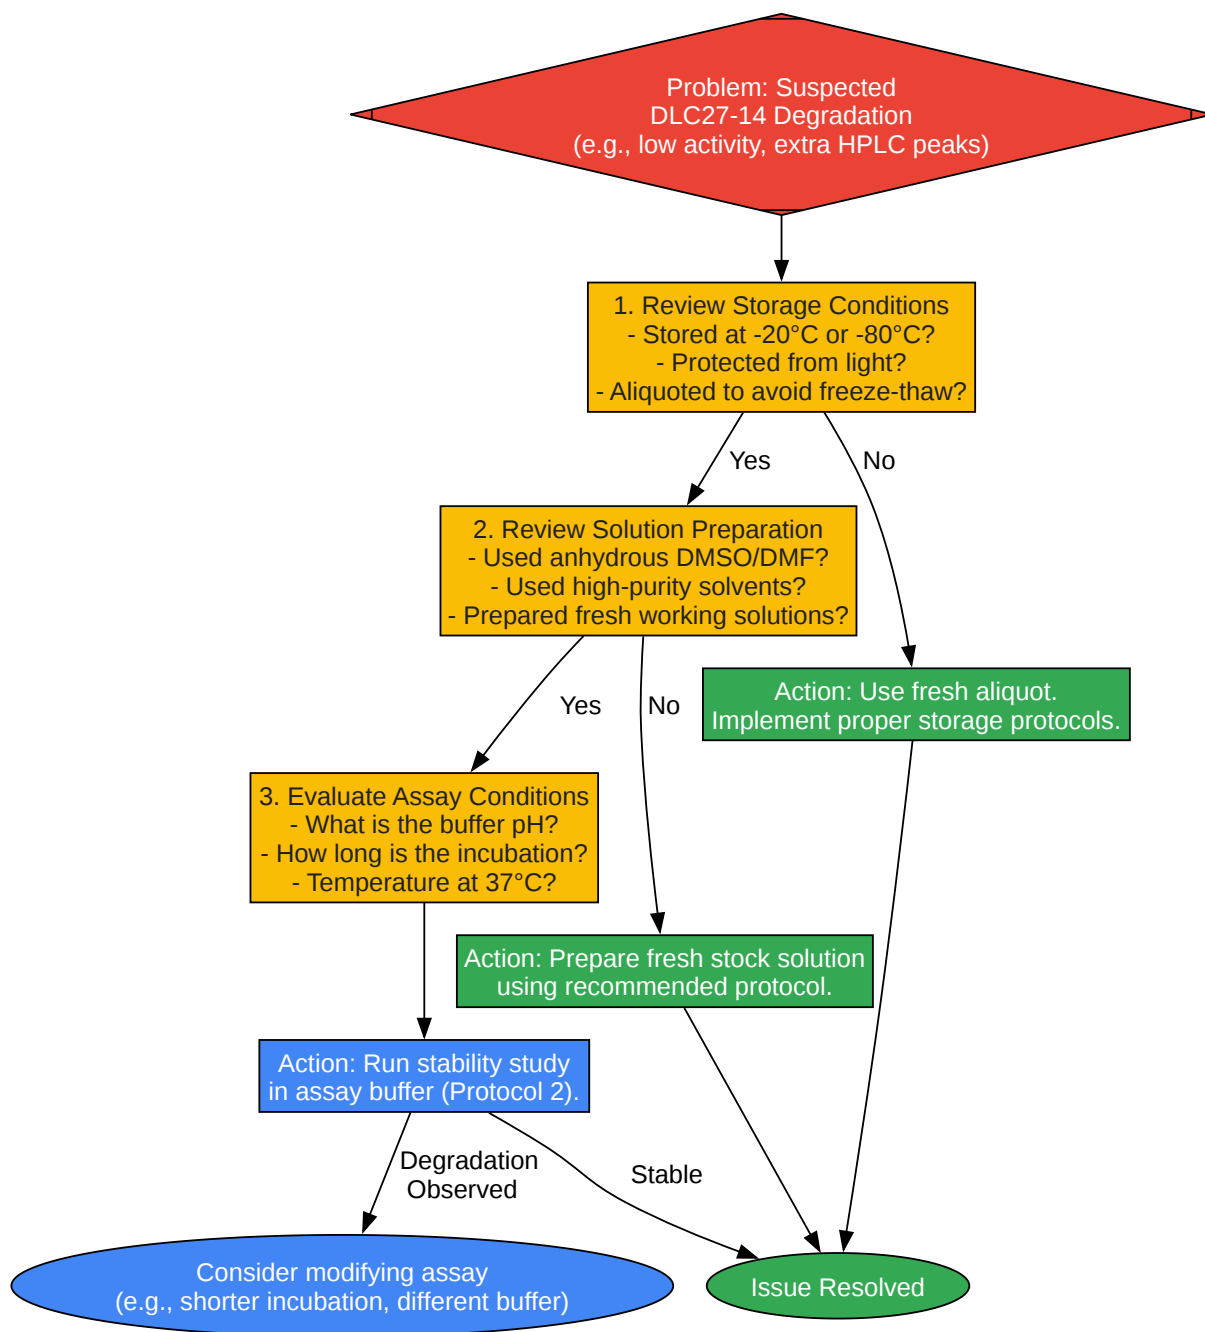 Problem: Suspected
DLC27-14 Degradation
(e.g., low activity, extra HPLC peaks)
1. Review Storage Conditions
- Stored at -20°C or -80°C?
- Protected from light?
- Aliquoted to avoid freeze-thaw?
Yes
No
2. Review Solution Preparation
- Used anhydrous DMSO/DMF?
- Used high-purity solvents?
- Prepared fresh working solutions?
Action: Use fresh aliquot.
Implement proper storage protocols.
Yes
No
3. Evaluate Assay Conditions
- What is the buffer pH?
- How long is the incubation?
- Temperature at 37°C?
Action: Prepare fresh stock solution
using recommended protocol.
Action: Run stability study
in assay buffer (Protocol 2).
Degradation
Observed
Stable
Consider modifying assay
(e.g., shorter incubation, different buffer)
Issue Resolved